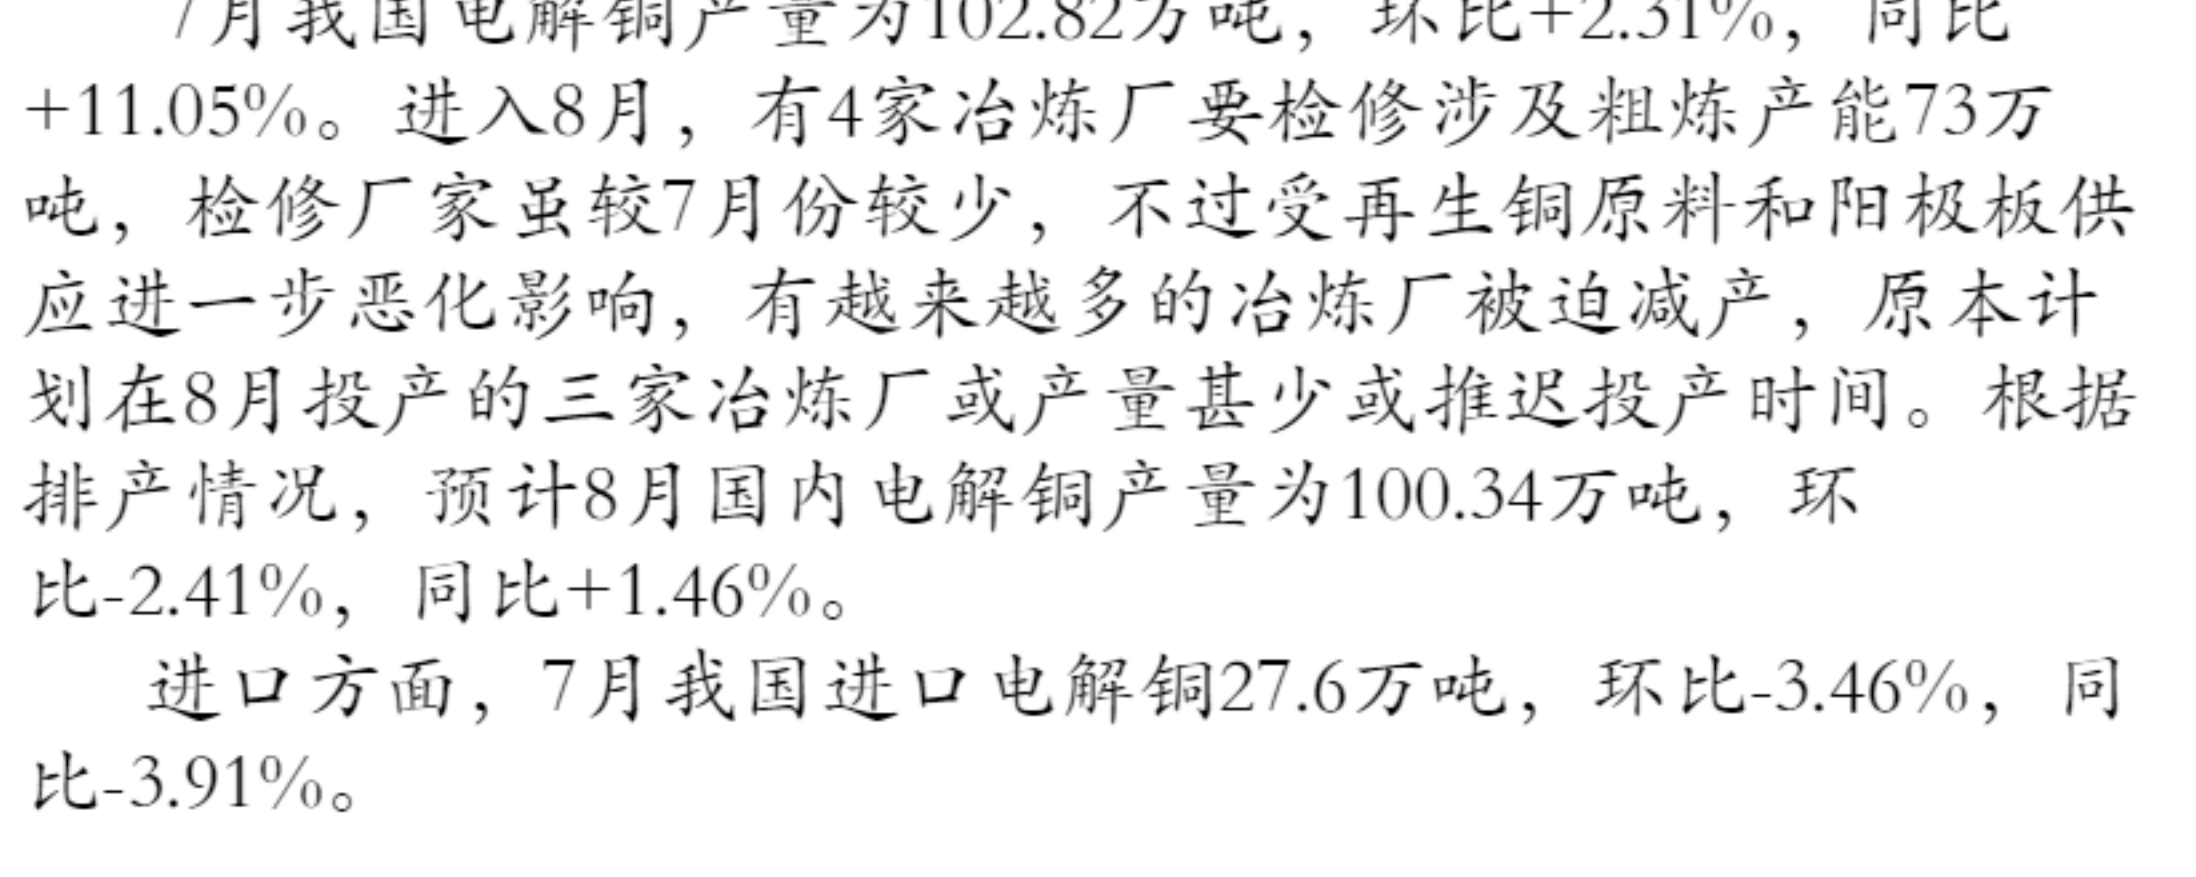 7月我国电解铜产量为102.82万吨，环比+2.31%，同比
+11.05%。进入8月，有4家冶炼厂要检修涉及粗炼产能73万
吨，检修厂家虽较7月份较少，不过受再生铜原料和阳极板供
应进一步恶化影响，有越来越多的冶炼厂被迫减产，原本计
划在8月投产的三家冶炼厂或产量甚少或推迟投产时间。根据
排产情况，预计8月国内电解铜产量为100.34万吨，环
比-2.41%，同比+1.46%。
进口方面，7月我国进口电解铜27.6万吨，环比-3.46%，同
比-3.91%。